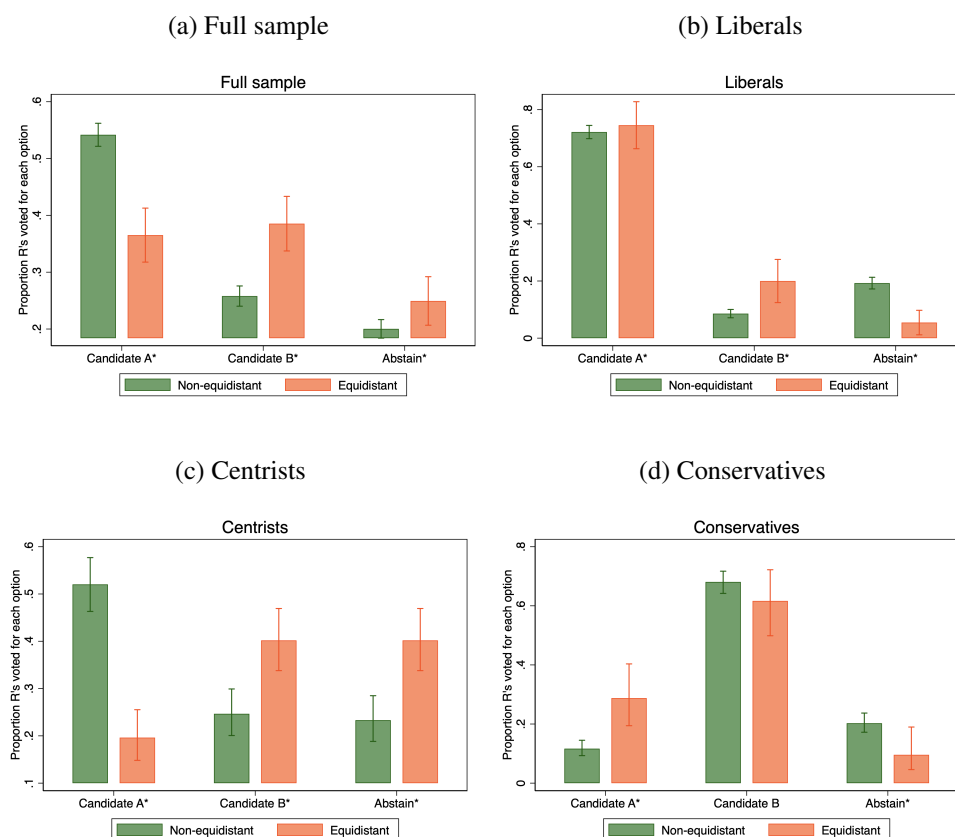 (a) Full sample
Full sample
Proportion R's voted for each option
.6
.5
.4
.3
.2
Candidate A*
Candidate B*
Abstain*
Non-equidistant
Equidistant
(b) Liberals
Liberals
Proportion R's voted for each option
.8
.6
.4
.2
0
Candidate A*
Candidate B*
Abstain*
Non-equidistant
Equidistant
(c) Centrists
Centrists
Proportion R's voted for each option
.6
.5
.4
.3
.2
.1
Candidate A*
Candidate B*
Abstain*
Non-equidistant
Equidistant
(d) Conservatives
Conservatives
Proportion R's voted for each option
.8
.6
.4
.2
0
Candidate A*
Candidate B
Abstain*
Non-equidistant
Equidistant